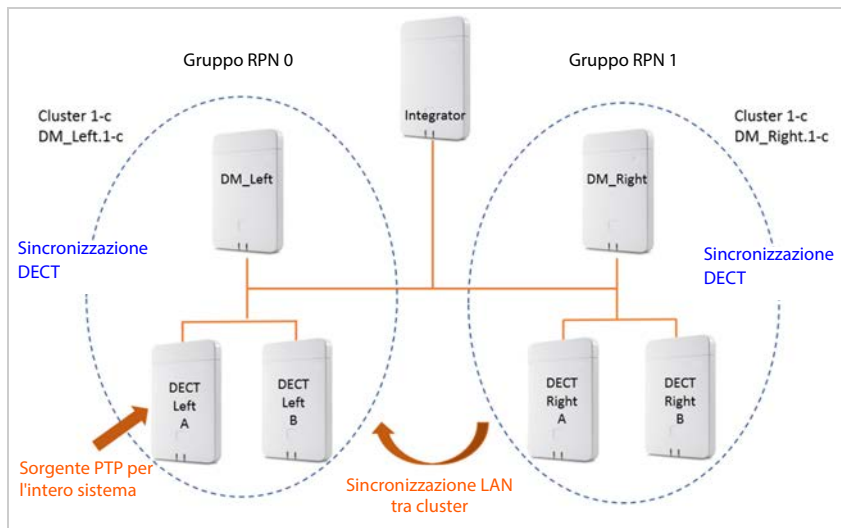 Gruppo RPN 0
Gruppo RPN 1
Integrator
Cluster 1-c
DM_Left.1-c
Cluster 1-c
DM_Right.1-c
DM_Left
DM_Right
Sincronizzazione
DECT
Sincronizzazione
DECT
DECT
Left
A
DECT
Left
B
DECT
Right
A
DECT
Right
B
Sorgente PTP per
l'intero sistema
Sincronizzazione LAN
tra cluster